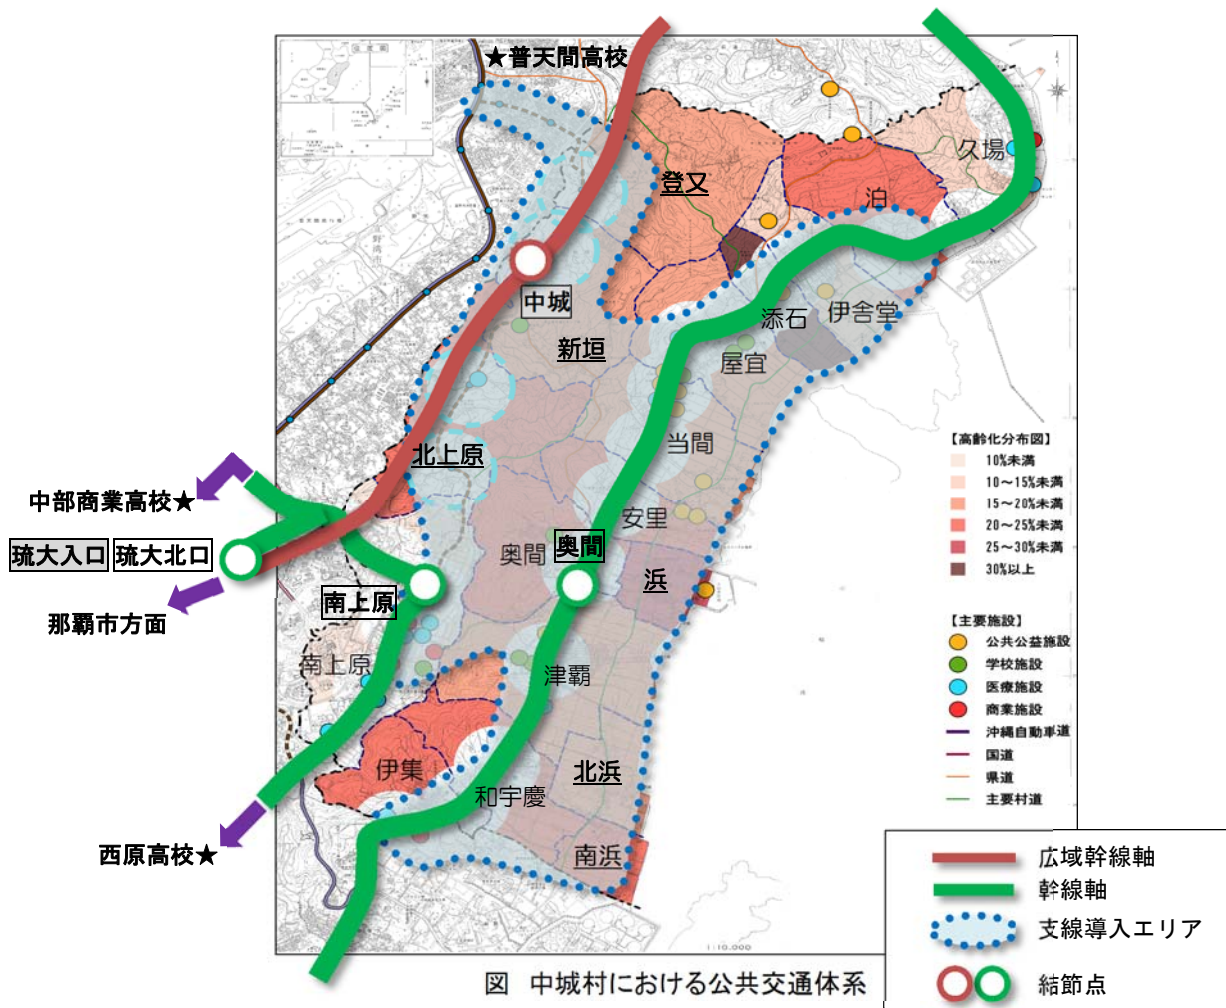 ★普天間高校
久場
登又
泊
中城
新垣
添石
伊舎堂
屋宜
当間
北上原
安里
中部商業高校★
琉大入口
琉大北口
奥間
奥間
浜
那覇市方面
南上原
南上原
津覇
伊集
北浜
和宇慶
南浜
西原高校★
【高齢化分布図】
10%未満
10～15%未満
15～20%未満
20～25%未満
25～30%未満
30%以上
【主要施設】
公共公益施設
学校施設
医療施設
商業施設
沖縄自動車道
国道
県道
主要村道
1:10,000
広域幹線軸
幹線軸
支線導入エリア
結節点
図 中城村における公共交通体系